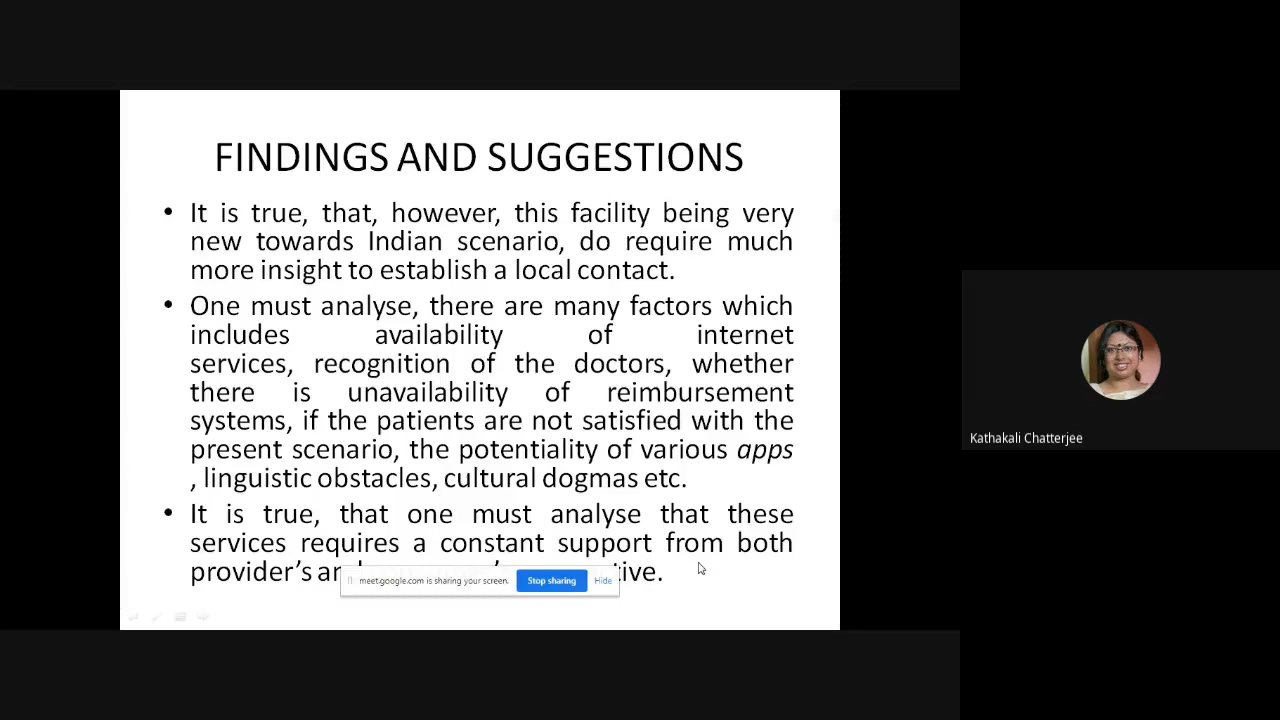 FINDINGS AND SUGGESTIONS
• It is true, that, however, this facility being very
new towards Indian scenario, do require much
more insight to establish a local contact.
• One must analyse, there are many factors which
includes availability of internet
services, recognition of the doctors, whether
there is unavailability of reimbursement
systems, if the patients are not satisfied with the
present scenario, the potentiality of various apps
, linguistic obstacles, cultural dogmas etc.
• It is true, that one must analyse that these
services requires a constant support from both
provider's
meet.google.com is sharing your screen.
Stop sharing
Hide
Kathakali Chatterjee